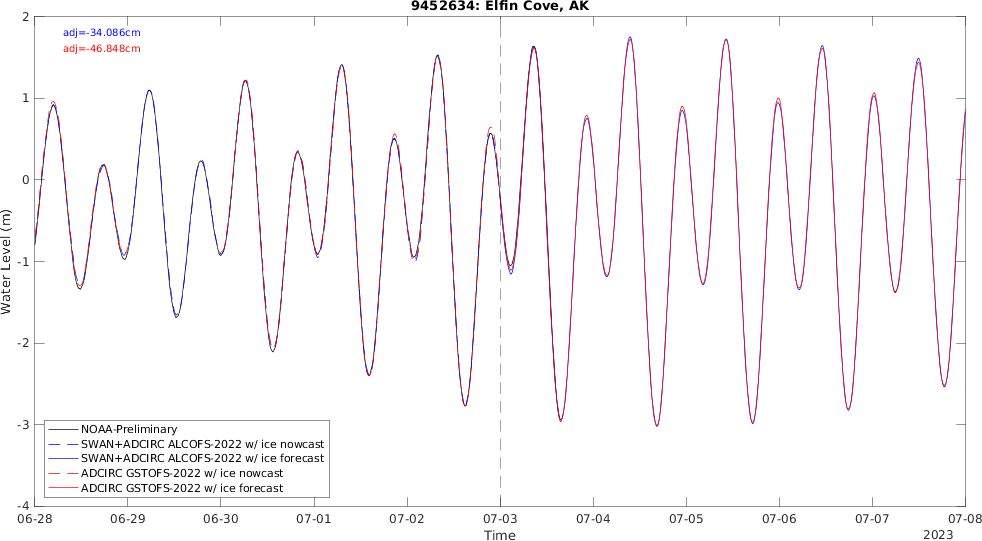 9452634: Elfin Cove, AK
adj=-34.086cm
adj=-46.848cm
2
1
0
-1
-2
-3
-4
Water Level (m)
NOAA-Preliminary
SWAN+ADCIRC ALCOFS-2022 w/ ice nowcast
SWAN+ADCIRC ALCOFS-2022 w/ ice forecast
ADCIRC GSTOFS-2022 w/ ice nowcast
ADCIRC GSTOFS-2022 w/ ice forecast
06-28 06-29 06-30 07-01 07-02 07-03 07-04 07-05 07-06 07-07 07-08
Time
2023